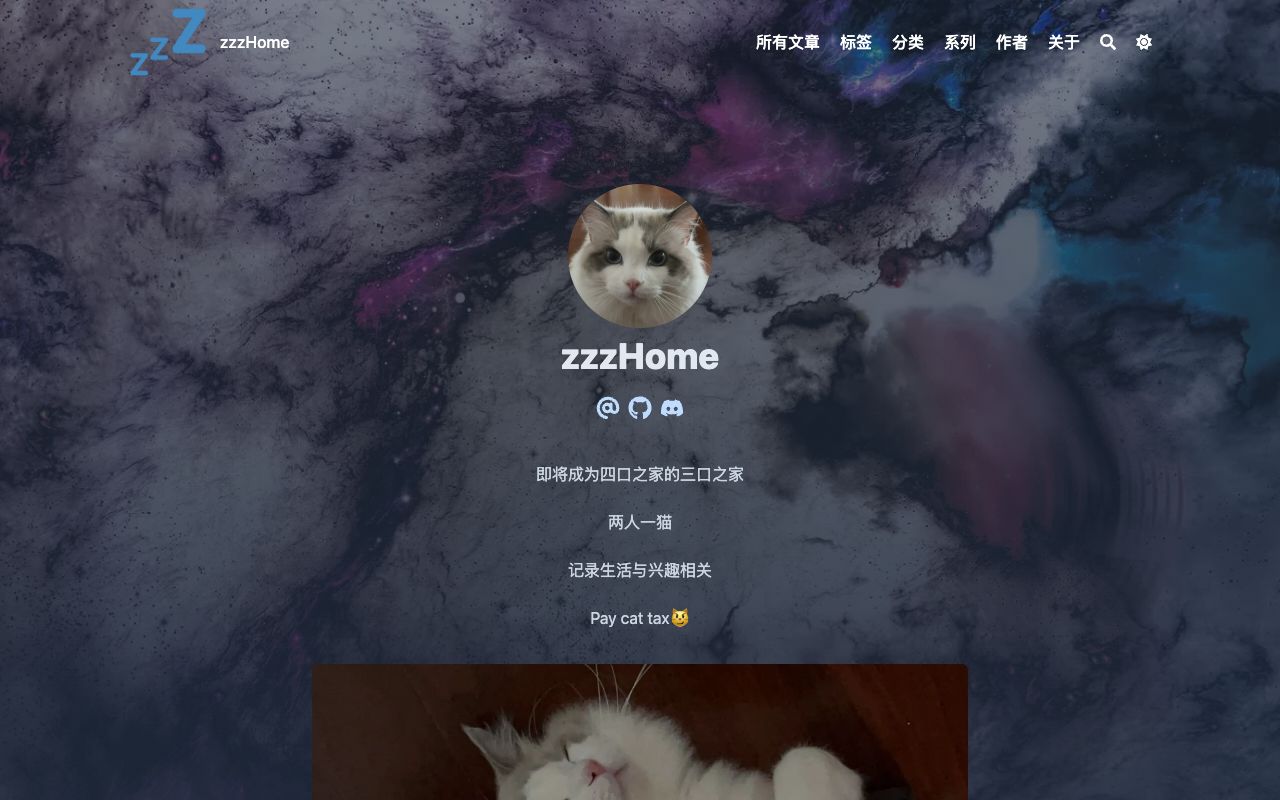 zzZ
zzzHome
所有文章 标签 分类 系列 作者 关于
zzzHome
即将成为四口之家的三口之家
两人一猫
记录生活与兴趣相关
Pay cat tax😼